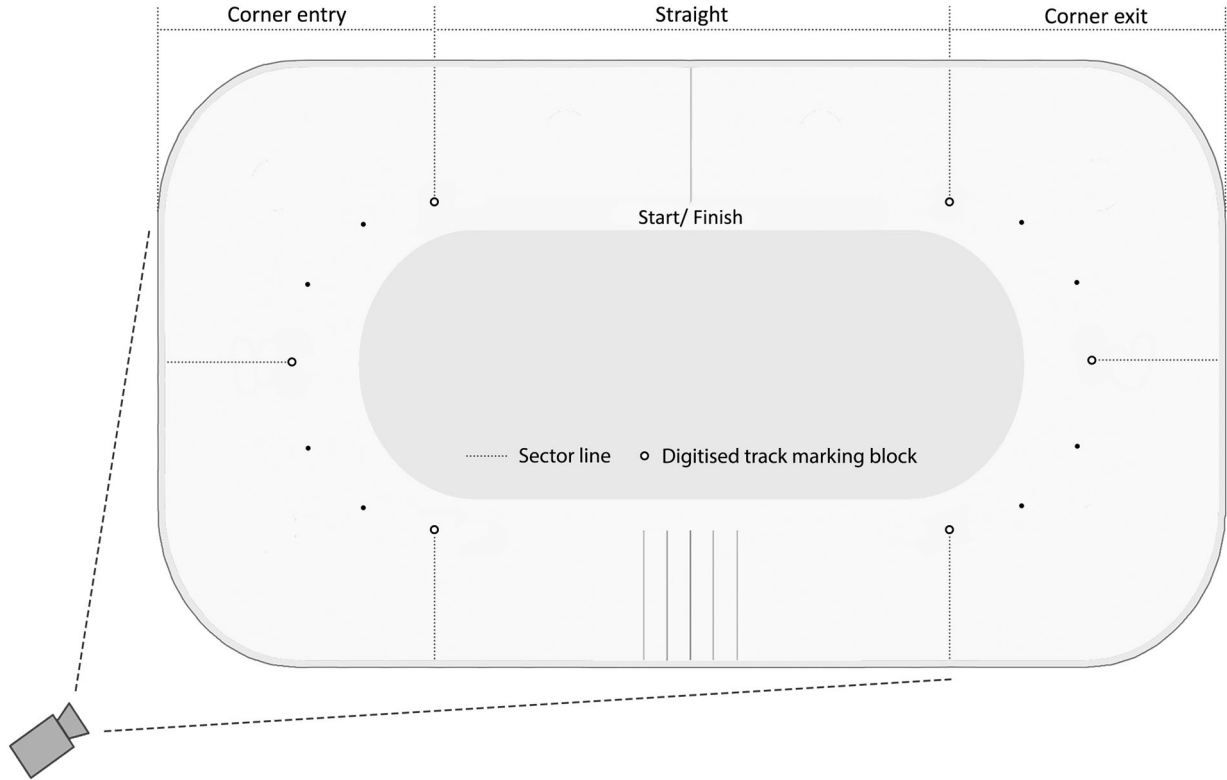 Corner entry
Straight
Corner exit
Start/ Finish
Sector line
Digitised track marking block